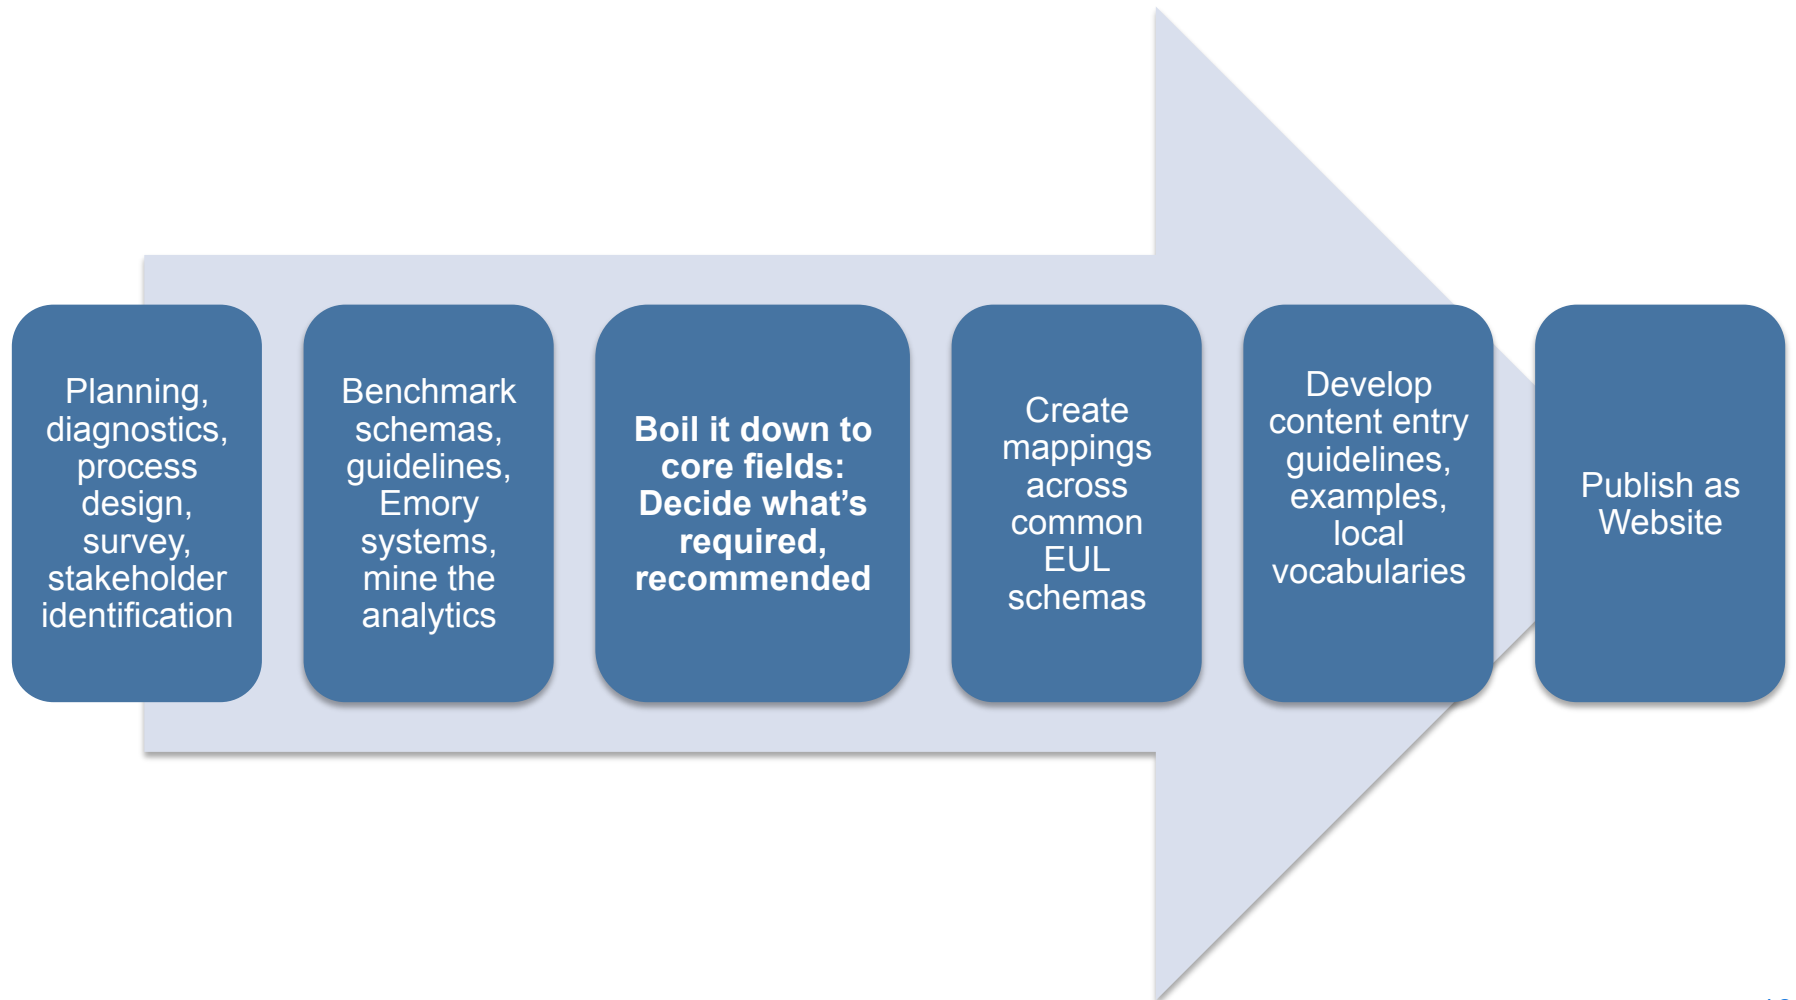 Planning,
diagnostics,
process
design,
survey,
stakeholder
identification
Benchmark
schemas,
guidelines,
Emory
systems,
mine the
analytics
Boil it down to
core fields:
Decide what’s
required,
recommended
Create
mappings
across
common
EUL
schemas
Develop
content entry
guidelines,
examples,
local
vocabularies
Publish as
Website